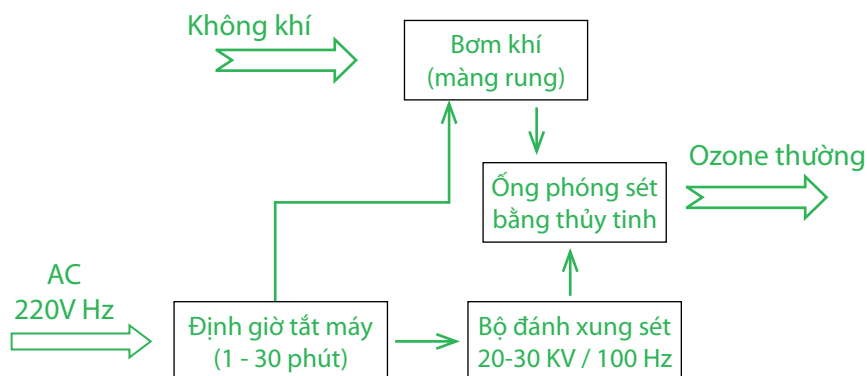 Không khí
Bơm khí
(màng rung)
Ống phóng sét
bằng thủy tinh
Ozone thường
AC
220V Hz
Định giờ tắt máy
(1 - 30 phút)
Bộ đánh xung sét
20-30 KV / 100 Hz